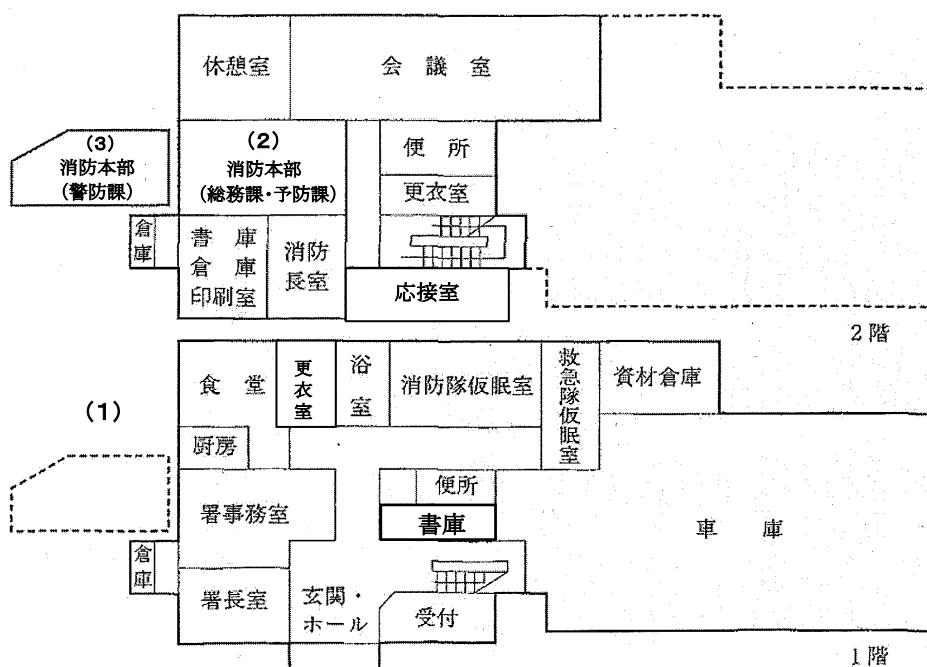 休憩室
会 議 室
(3)
消防本部
(警防課)
(2)
消防本部
(総務課・予防課)
便 所
更衣室
倉庫
書 庫
倉 庫
印刷室
消防
長室
応接室
2階
食 堂
更衣室
浴室
消防隊仮眠室
救急隊仮眠室
資材倉庫
(1)
厨房
署事務室
便所
書庫
車 庫
倉庫
署長室
玄関・
ホール
受付
1階